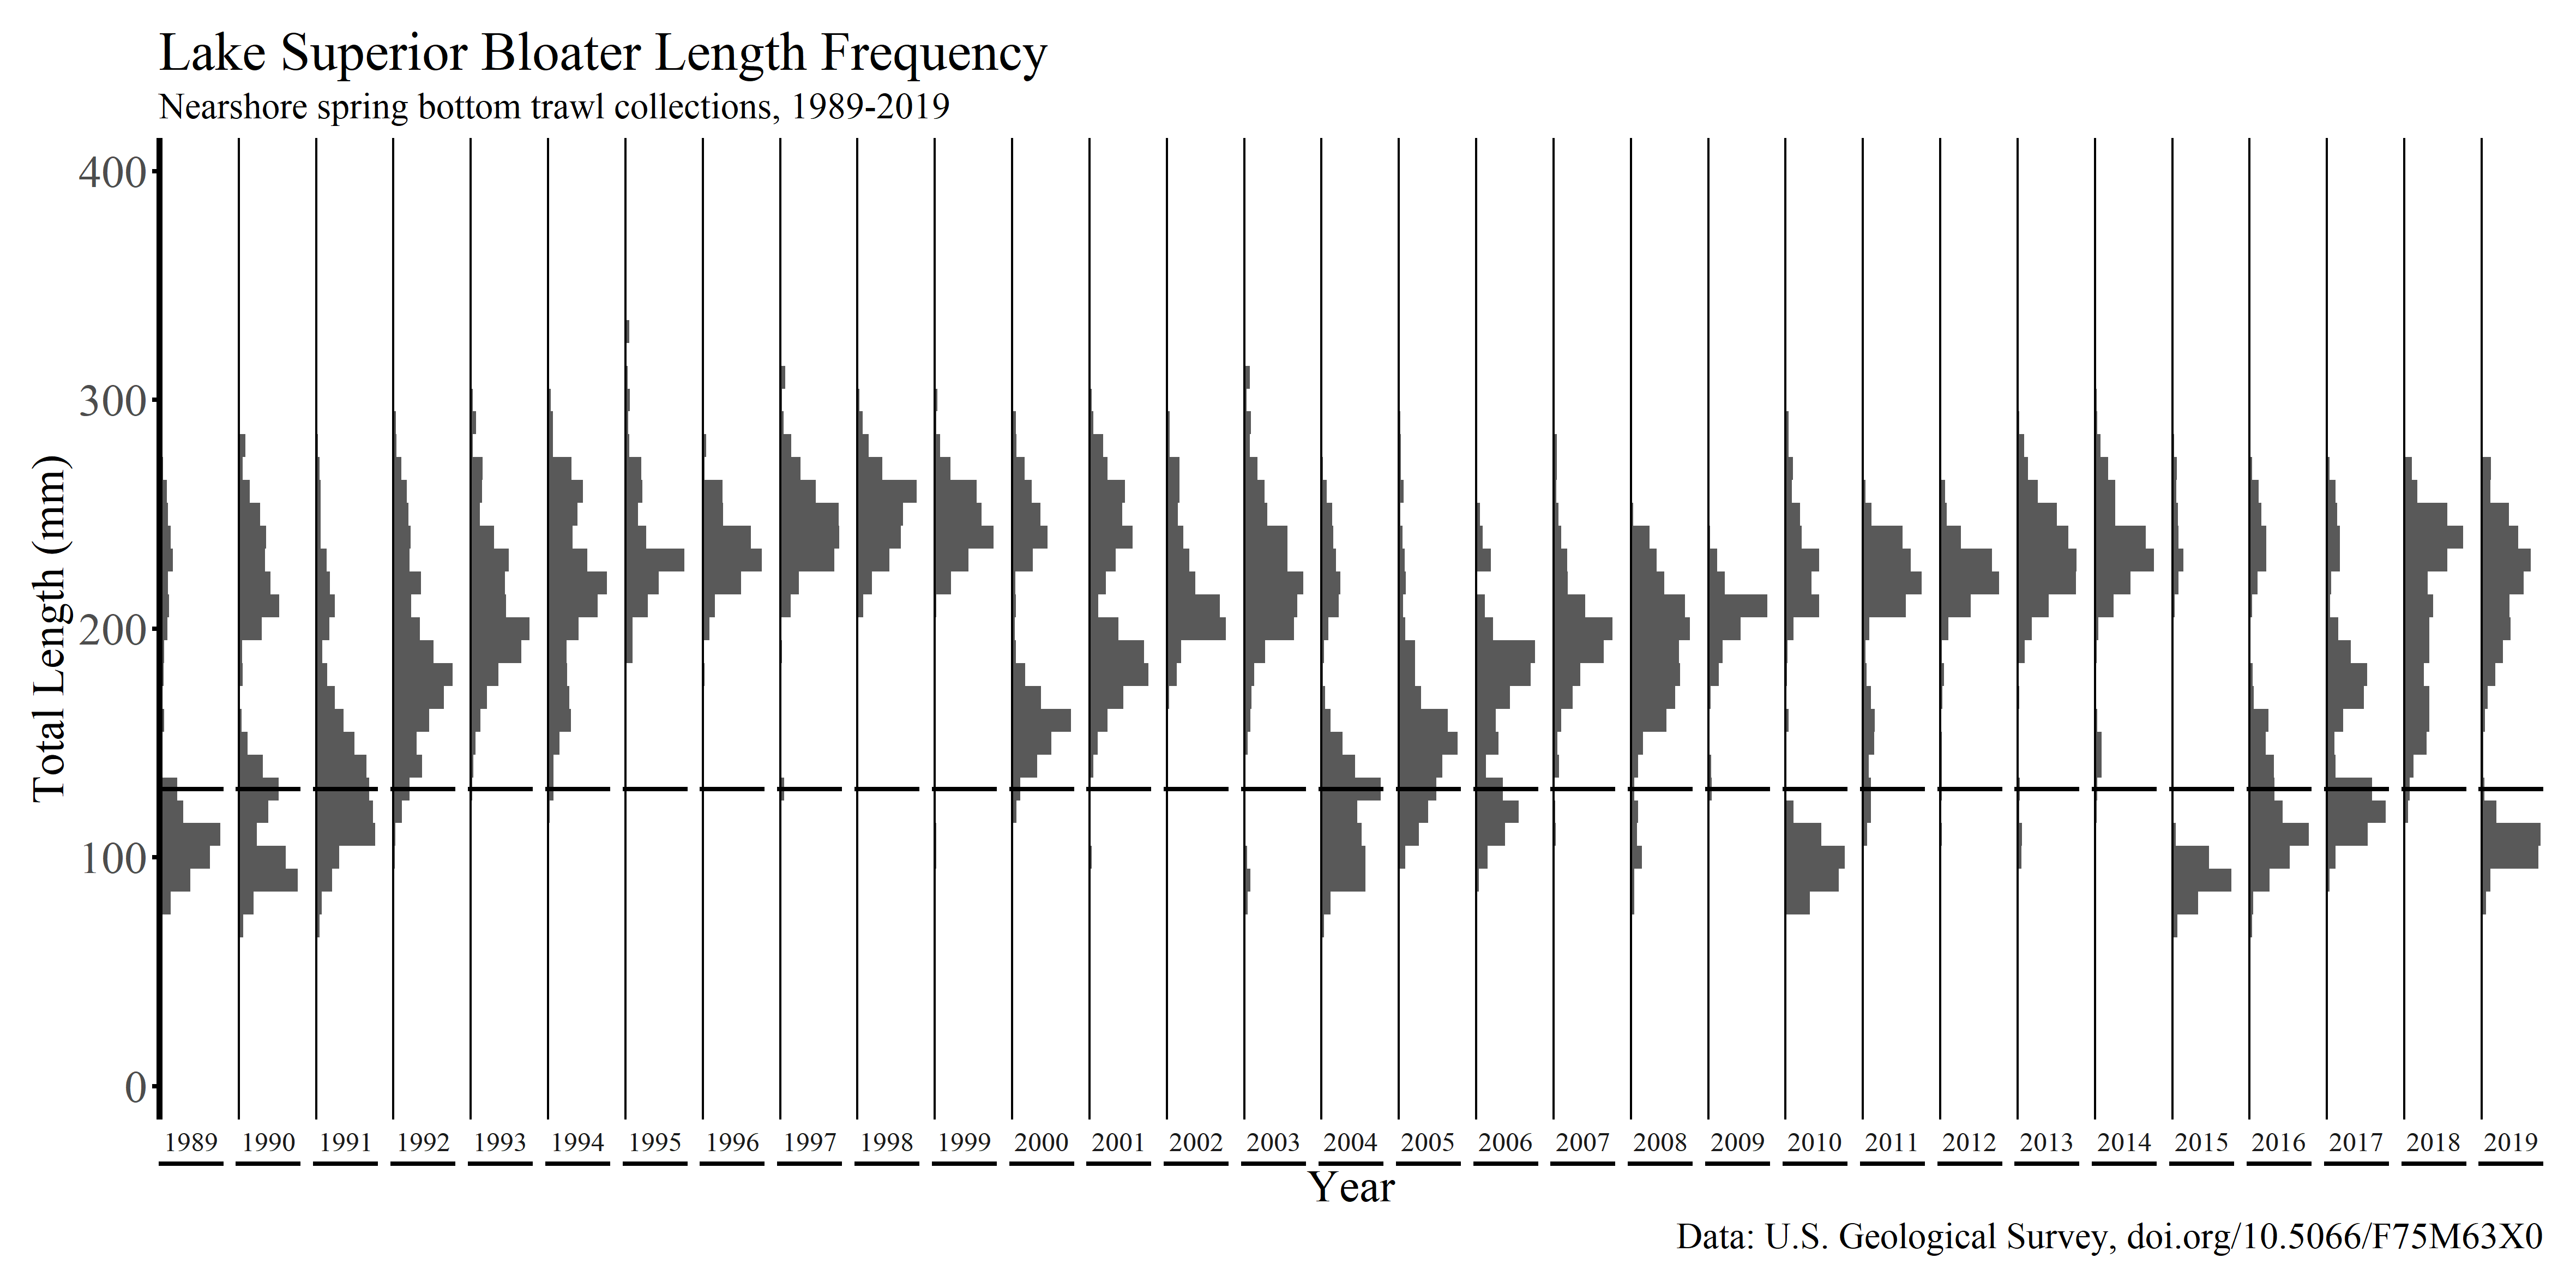 Lake Superior Bloater Length Frequency
Nearshore spring bottom trawl collections, 1989-2019
400
300
200
100
0
Total Length (mm)
1989 1990 1991 1992 1993 1994 1995 1996 1997 1998 1999 2000 2001 2002 2003 2004 2005 2006 2007 2008 2009 2010 2011 2012 2013 2014 2015 2016 2017 2018 2019
Year
Data: U.S. Geological Survey, doi.org/10.5066/F75M63X0